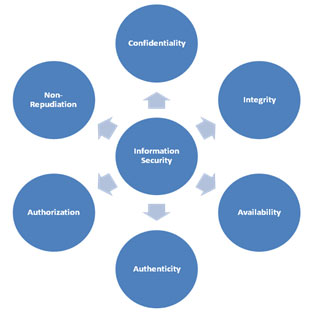 Confidentiality
Non-
Repudiation
Integrity
Information
Security
Authorization
Availability
Authenticity